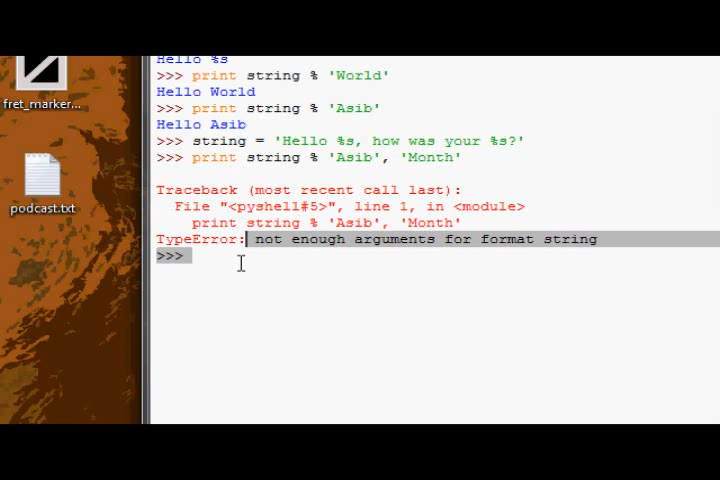 Hello %s
>>> print string % 'World'
Hello World
>>> print string % 'Asib'
Hello Asib
>>> string = 'Hello %s, how was your %s?'
>>> print string % 'Asib', 'Month'
Traceback (most recent call last):
File "<pyshell#5>", line 1, in <module>
print string % 'Asib', 'Month'
TypeError: not enough arguments for format string
>>>
fret_marker...
podcast.txt